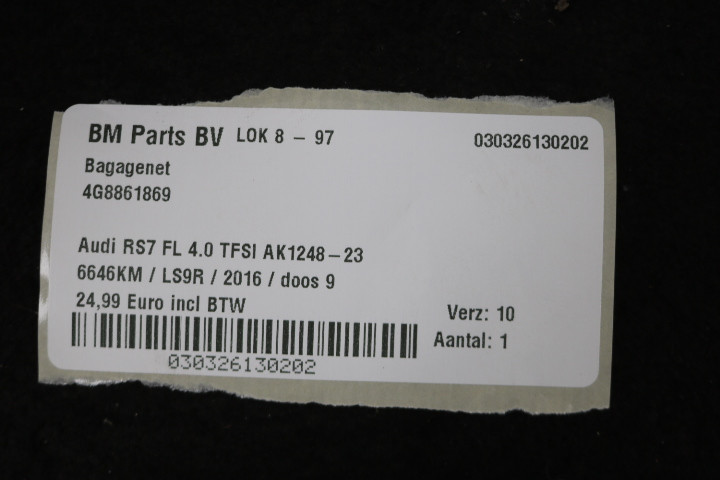 BM Parts BV LOK 8 - 97 030326130202
Bagagenet
4G8861869
Audi RS7 FL 4.0 TFSI AK1248-23
6646KM / LS9R / 2016 / doos 9
24,99 Euro incl BTW
Verz: 10
Aantal: 1
030326130202